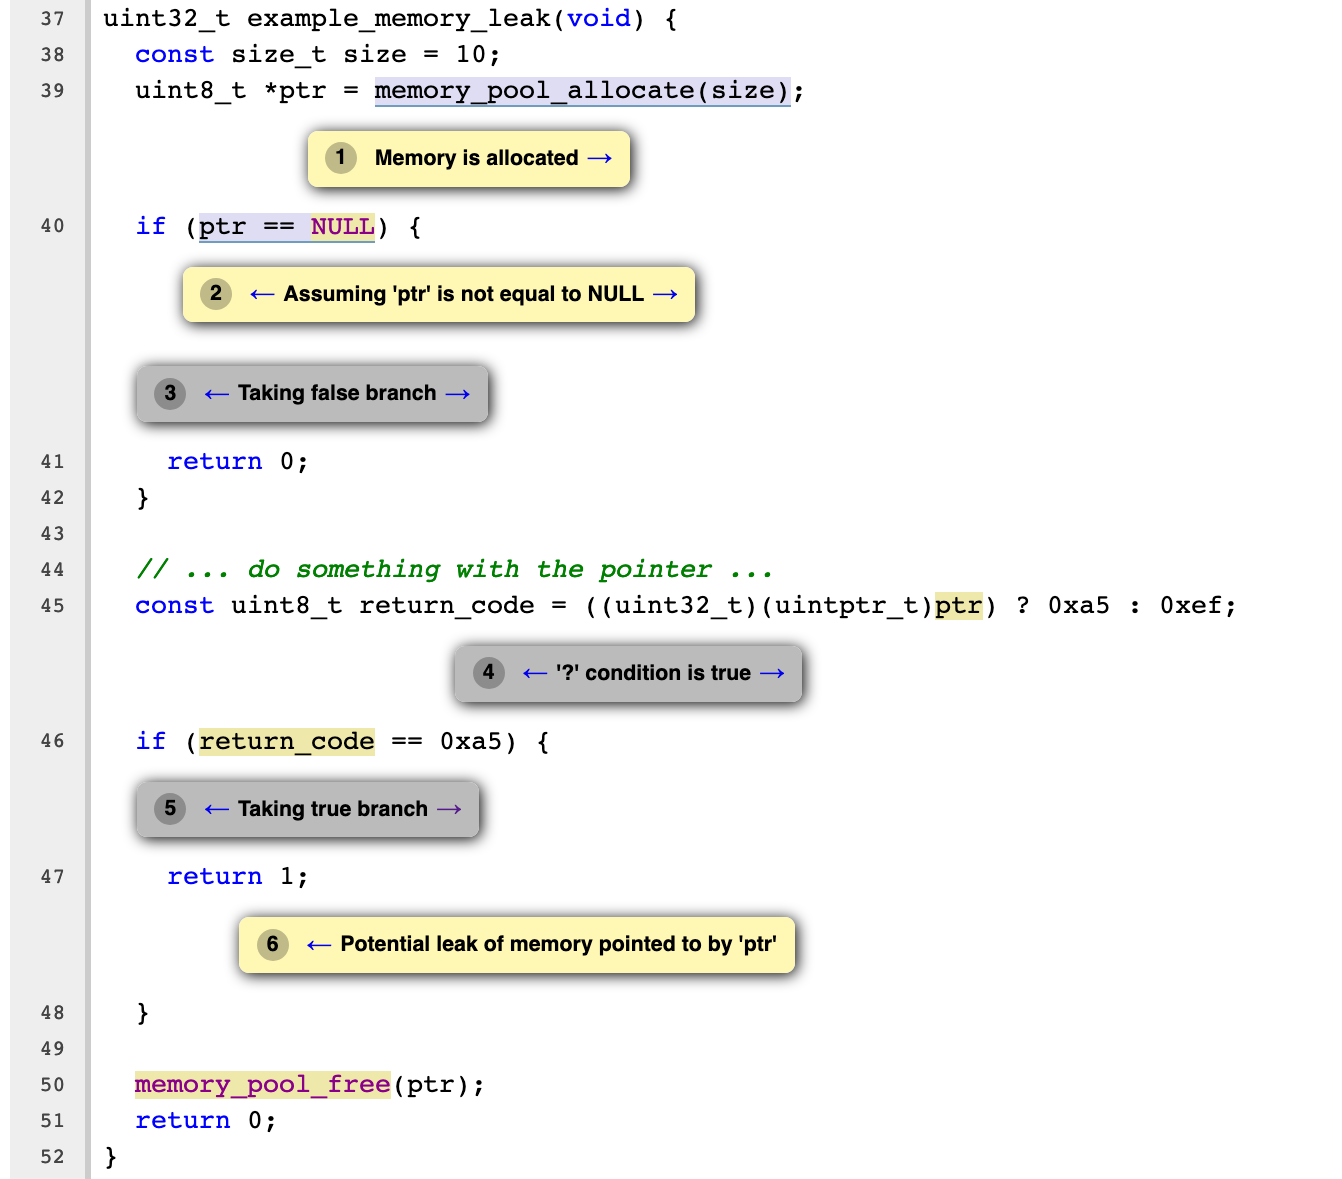 37 uint32_t example_memory_leak(void) {
38 const size_t size = 10;
39 uint8_t *ptr = memory_pool_allocate(size);
1 Memory is allocated →
40 if (ptr == NULL) {
2 ← Assuming 'ptr' is not equal to NULL →
3 ← Taking false branch →
41 return 0;
42 }
43
44 // ... do something with the pointer ...
45 const uint8_t return_code = ((uint32_t)(uintptr_t)ptr) ? 0xa5 : 0xef;
4 ← '?' condition is true →
46 if (return_code == 0xa5) {
5 ← Taking true branch →
47 return 1;
6 ← Potential leak of memory pointed to by 'ptr'
48 }
49
50 memory_pool_free(ptr);
51 return 0;
52 }